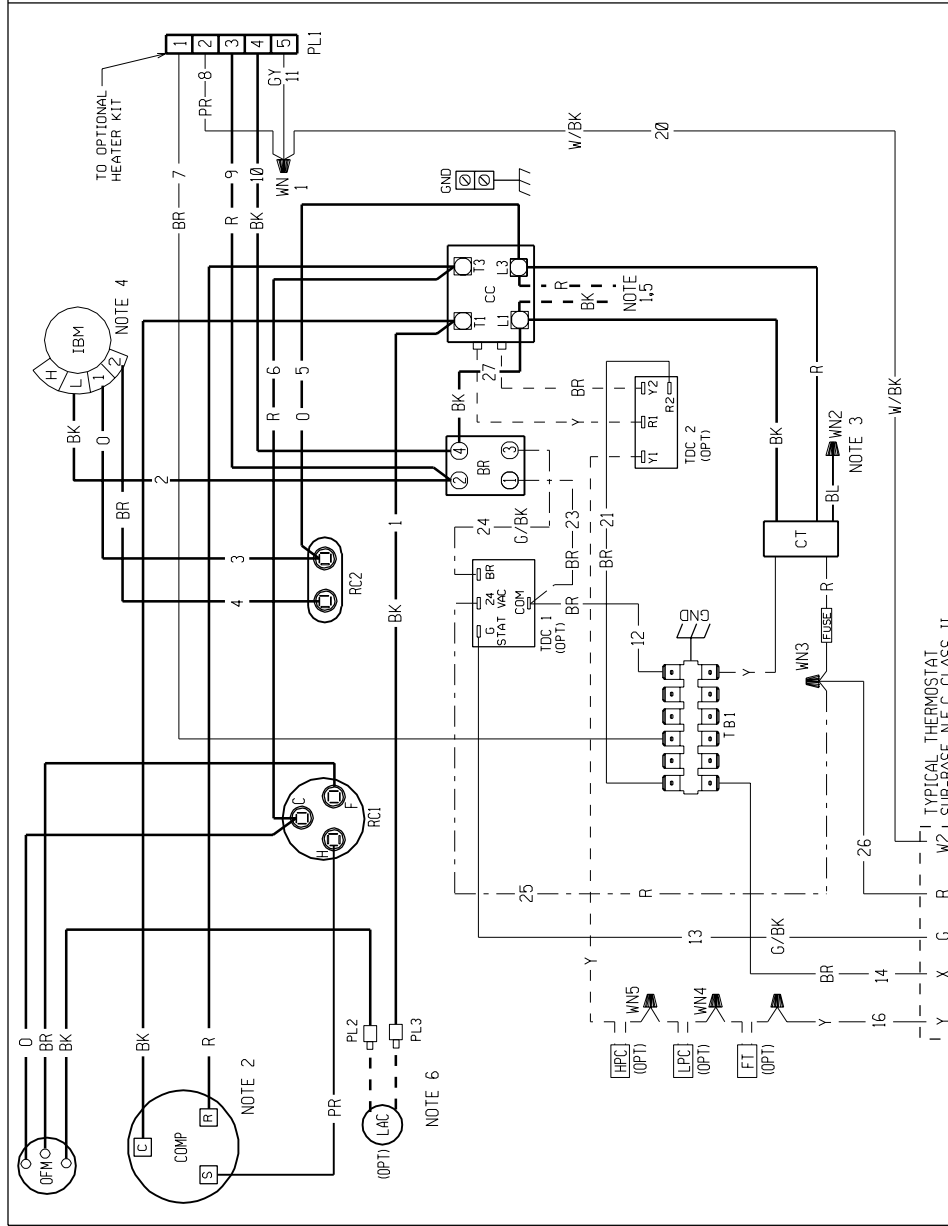 TO OPTIONAL
HEATER KIT
1
2
3
4
5
PL1
BR
7
PR
8
R
9
BK
10
GY
11
WN
1
W/BK
20
GND
IBM
H
L
1
2
NOTE 4
BK
O
BR
2
3
4
R
6
O
5
T1
T3
CC
L1
L3
R
BK
NOTE
1,5
27
BK
BR
Y
2
4
1
3
BR
Y1
R1
Y2
R2
TDC 2
(OPT)
RC2
BK
1
24
G/BK
BR
23
BR
21
G
24
BR
STAT VAC
COM
TDC 1
(OPT)
BR
12
GND
TB1
Y
BK
R
CT
BL
WN2
NOTE 3
W/BK
R
FUSE
WN3
C
H
F
RC1
25
R
26
13
G/BK
BR
14
Y
16
Y
WN5
WN4
HPC
(OPT)
LPC
(OPT)
FT
(OPT)
O
BR
BK
OFM
BK
R
C
R
S
COMP
NOTE 2
PR
PL2
PL3
LAC
(OPT)
NOTE 6
TYPICAL THERMOSTAT
SUB-BASE N.E.C CLASS II
W2
R
G
X
Y